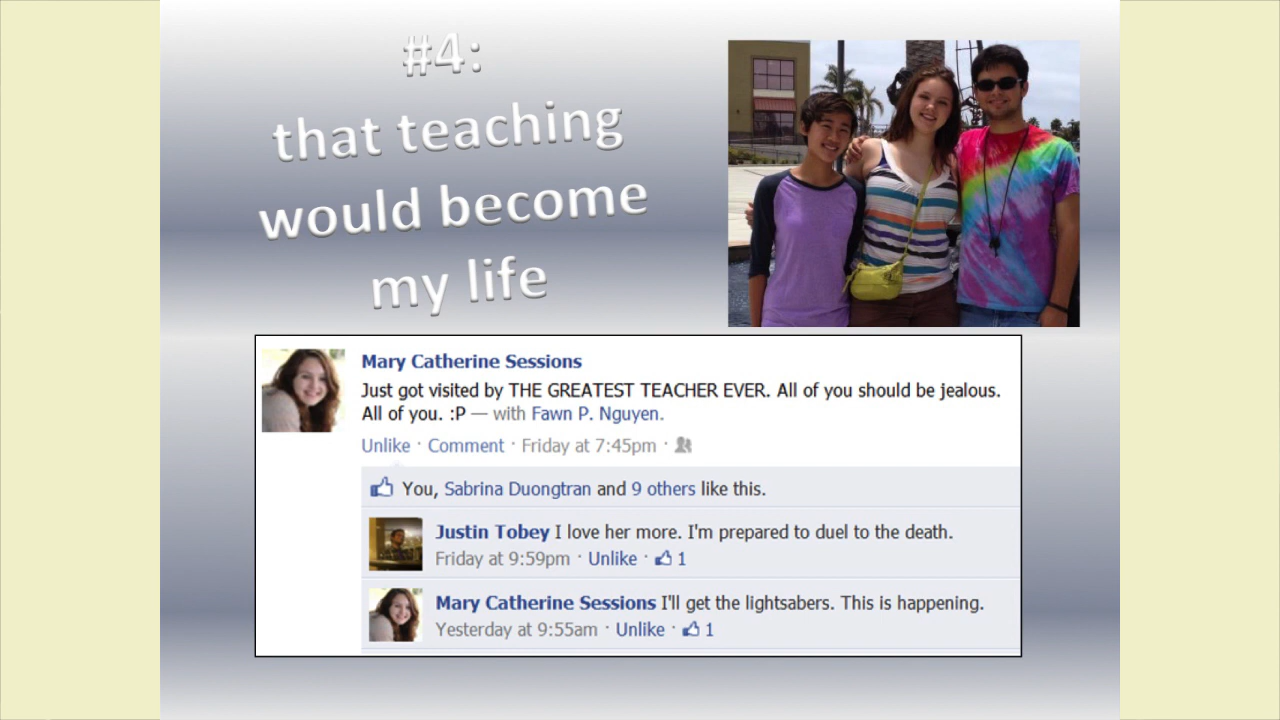 #4:
that teaching
would become
my life
Mary Catherine Sessions
Just got visited by THE GREATEST TEACHER EVER. All of you should be jealous.
All of you. :P — with Fawn P. Nguyen.
Unlike · Comment · Friday at 7:45pm ·
You, Sabrina Duongtran and 9 others like this.
Justin Tobey I love her more. I'm prepared to duel to the death.
Friday at 9:59pm · Unlike · 1
Mary Catherine Sessions I'll get the lightsabers. This is happening.
Yesterday at 9:55am · Unlike · 1